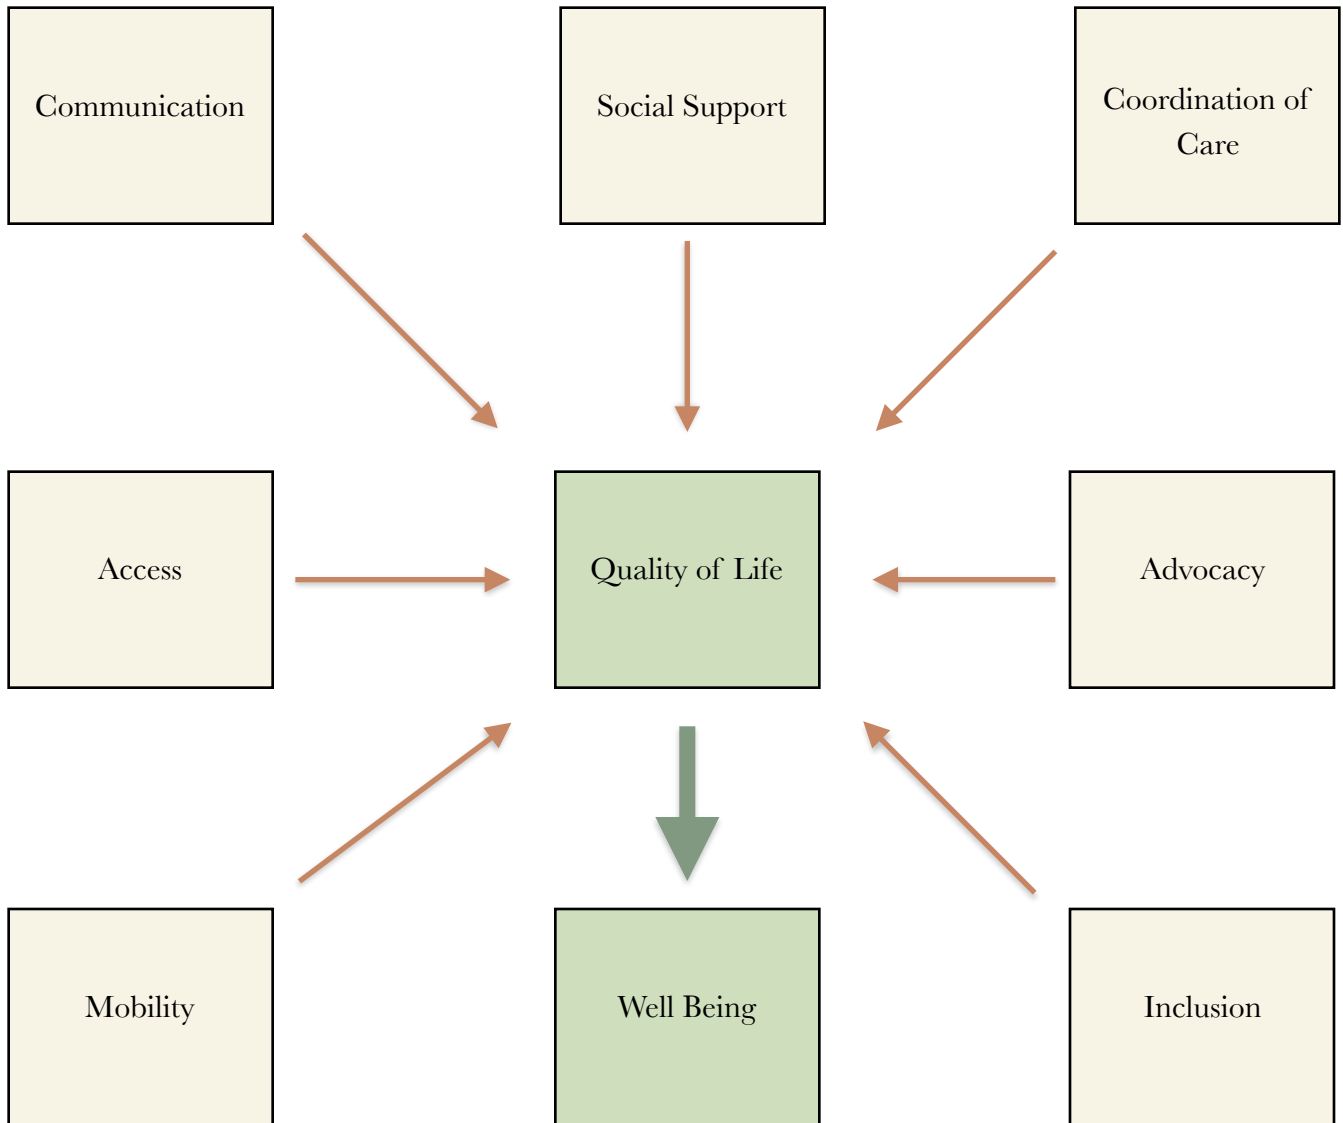 Communication
Social Support
Coordination of
Care
Access
Quality of Life
Advocacy
Mobility
Well Being
Inclusion